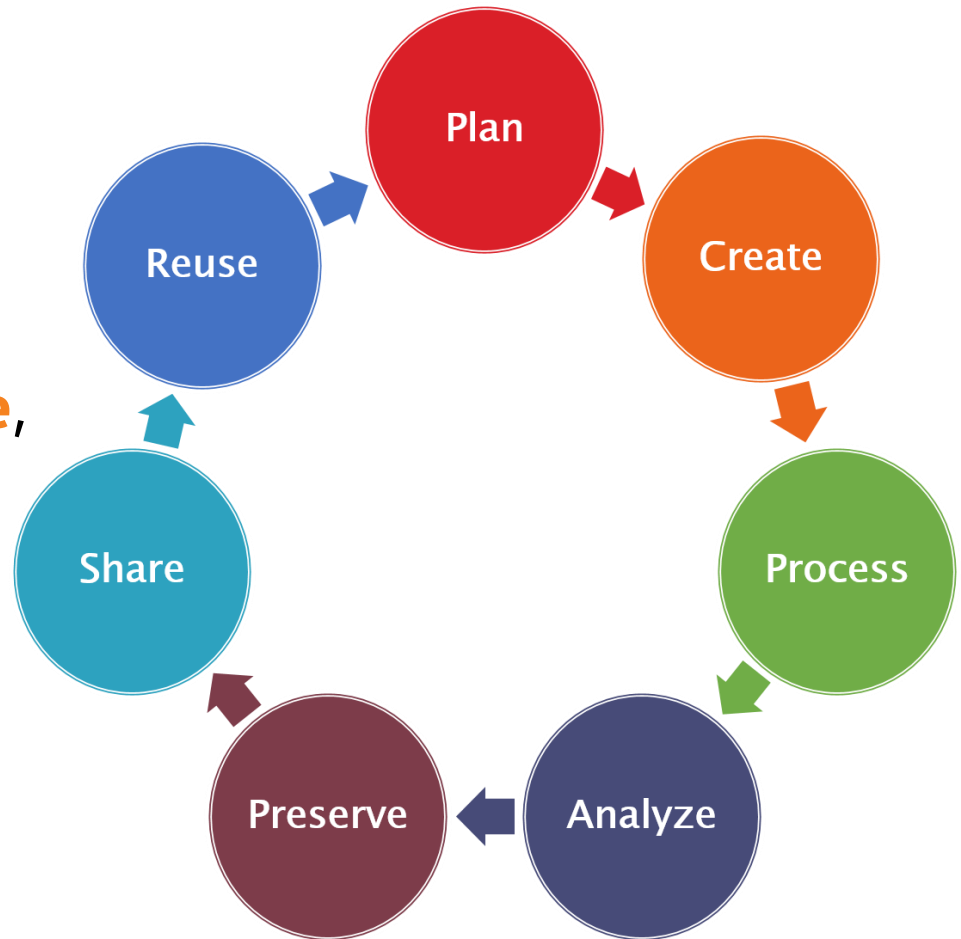 Plan
Create
Process
Analyze
Preserve
Share
Reuse
e,